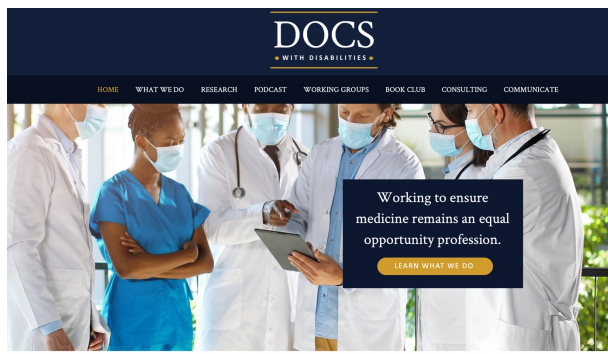 DOCS
WITH DISABILITIES
HOME WHAT WE DO RESEARCH PODCAST WORKING GROUPS BOOK CLUB CONSULTING COMMUNICATE
Working to ensure
medicine remains an equal
opportunity profession.
LEARN WHAT WE DO